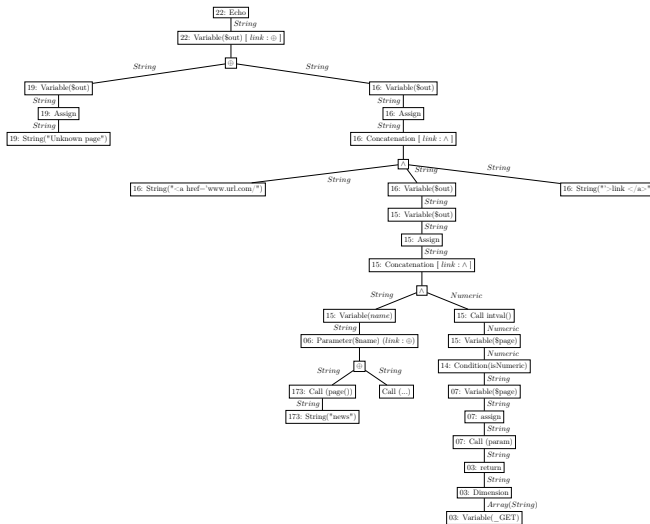 22: Echo
String
22: Variable($out) [ link : ⊕ ]
⊕
String
String
19: Variable($out)
16: Variable($out)
String
String
19: Assign
16: Assign
String
String
19: String("Unknown page")
16: Concatenation [ link : ∧ ]
∧
String
String
String
16: String("<a href='www.url.com/")
16: Variable($out)
16: String("'>link </a>"
String
15: Variable($out)
String
15: Assign
String
15: Concatenation [ link : ∧ ]
∧
String
Numeric
15: Variable(name)
15: Call intval()
String
Numeric
06: Parameter($name) (link : ⊕)
15: Variable($page)
Numeric
⊕
14: Condition(isNumeric)
String
String
String
173: Call (page())
Call (...)
07: Variable($page)
String
String
173: String("news")
07: assign
String
07: Call (param)
String
03: return
String
03: Dimension
Array(String)
03: Variable(_GET)